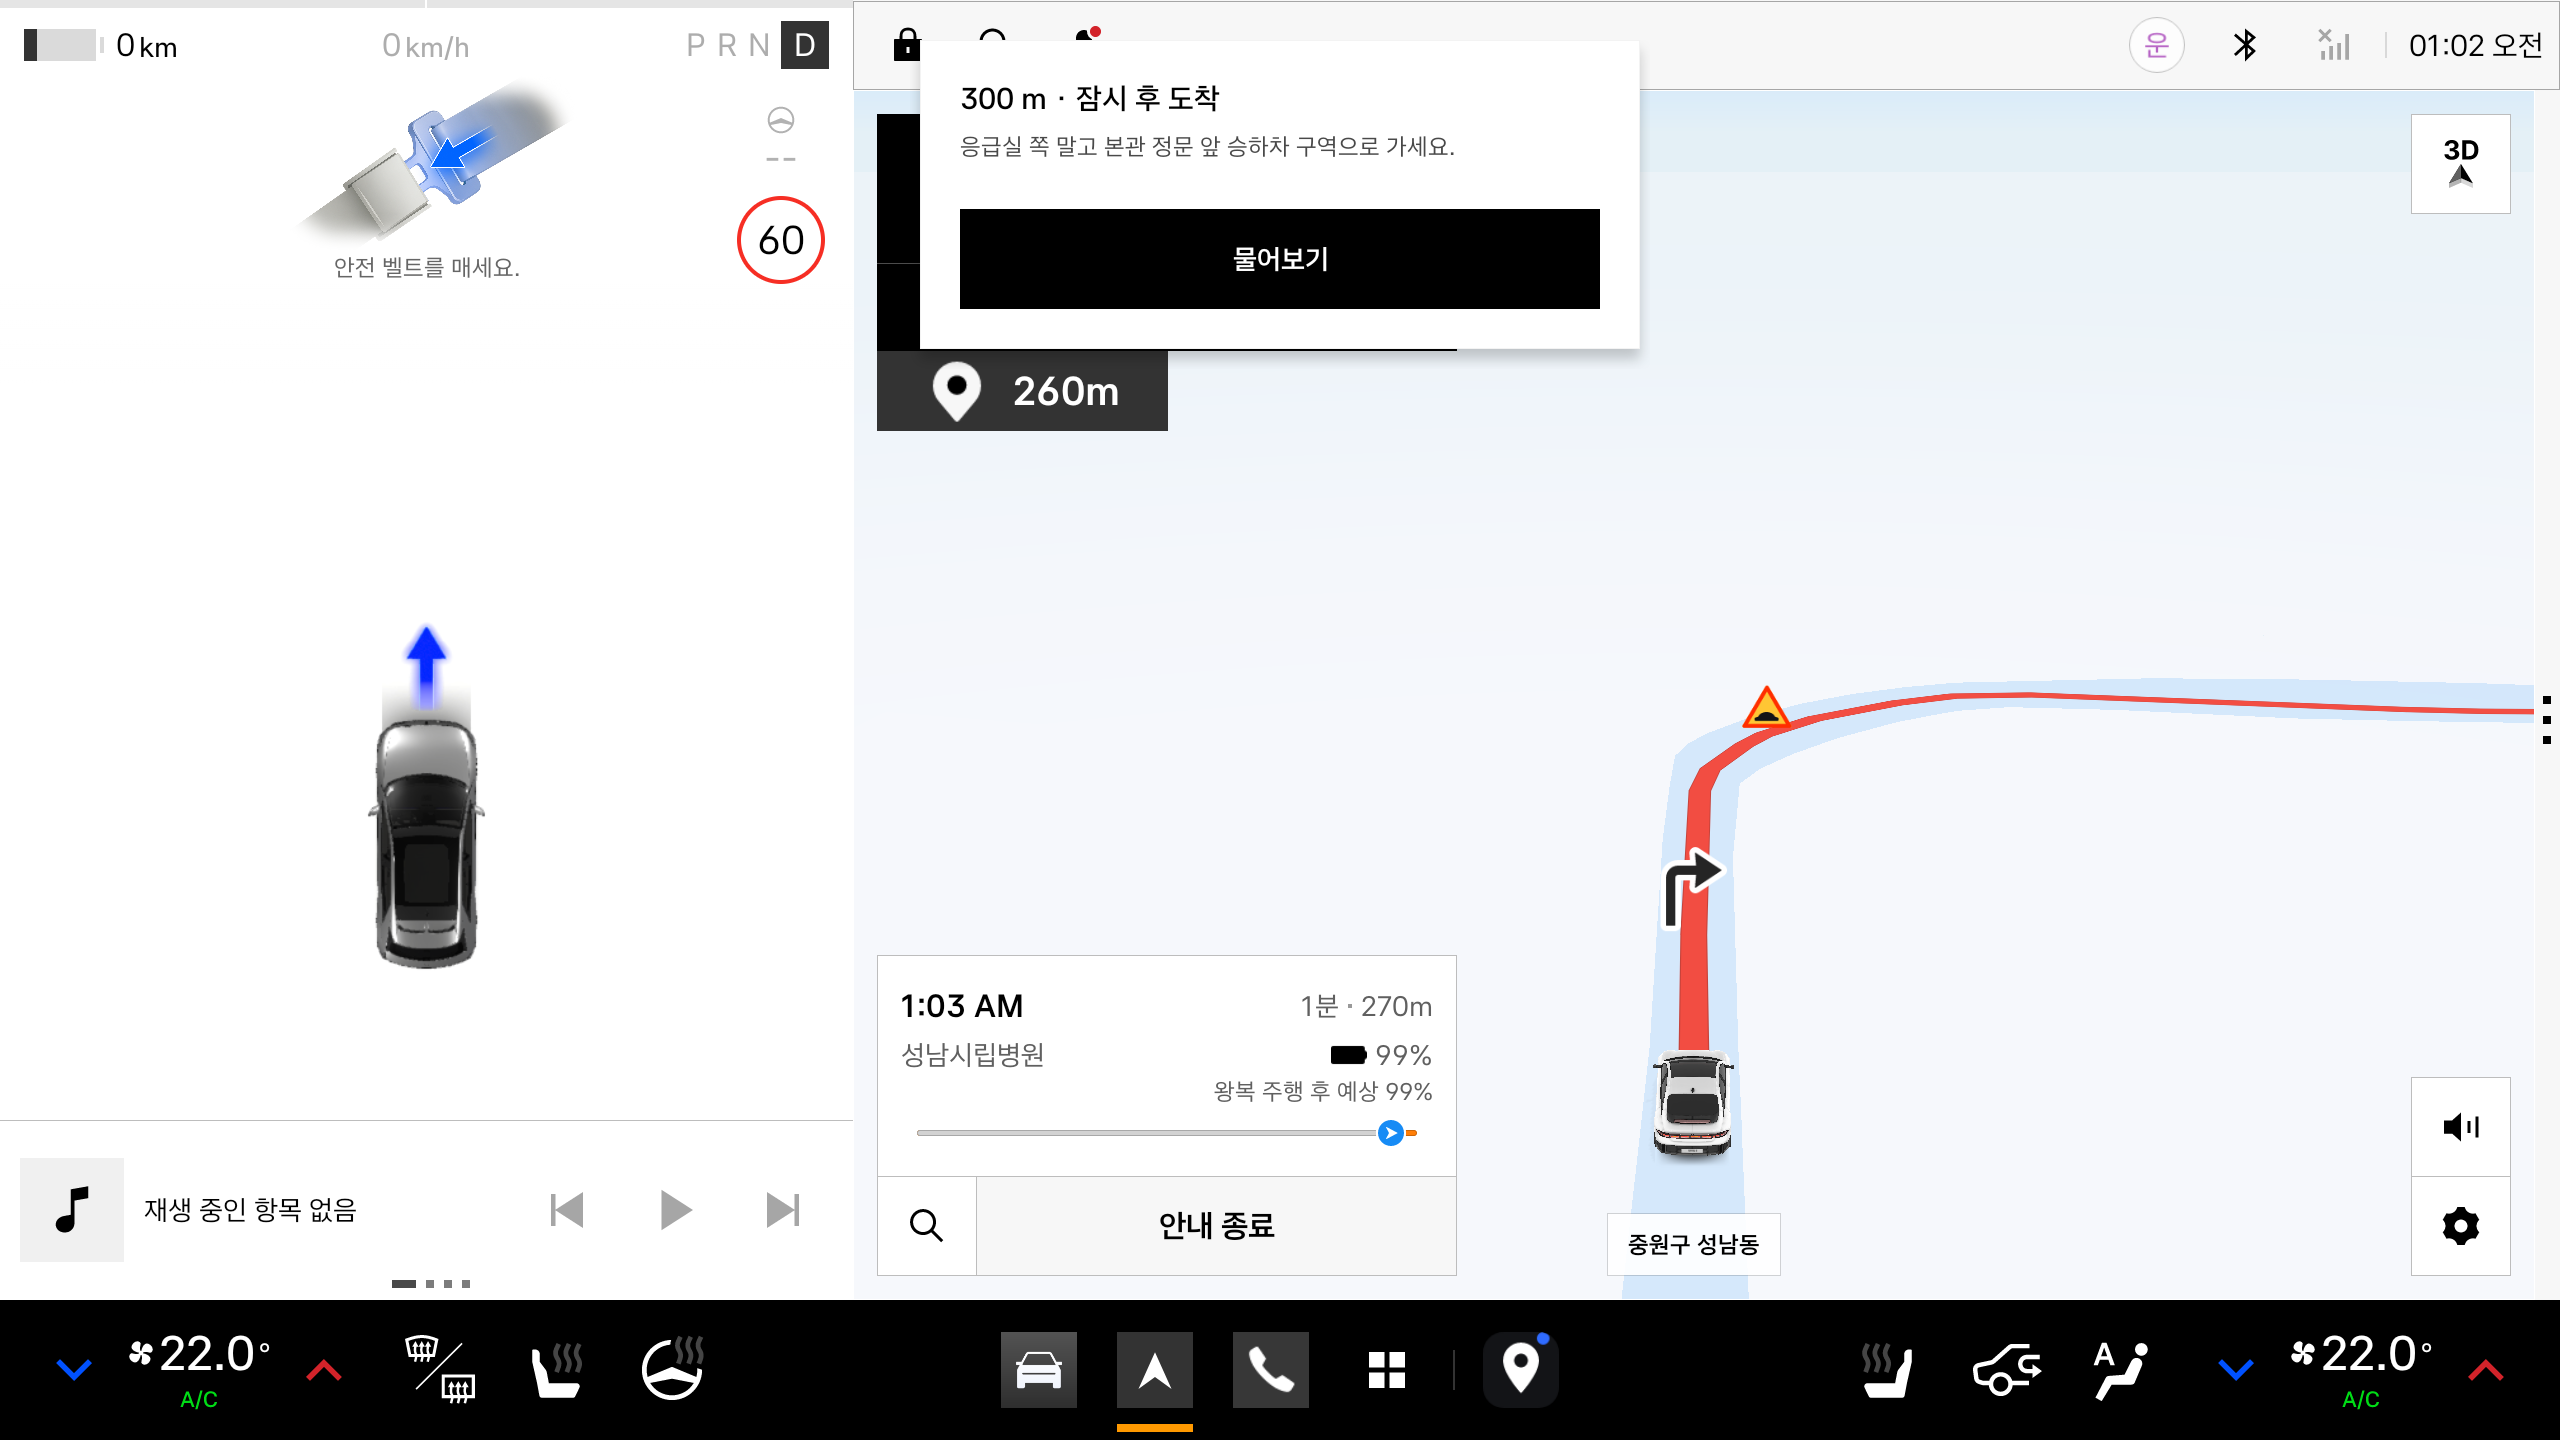 0 km
0 km/h
P R N D
안전 벨트를 매세요.
--
60
재생 중인 항목 없음
운
01:02 오전
300 m · 잠시 후 도착
응급실 쪽 말고 본관 정문 앞 승하차 구역으로 가세요.
물어보기
260m
3D
1:03 AM
1분 · 270m
성남시립병원
99%
왕복 주행 후 예상 99%
안내 종료
중원구 성남동
22.0°
A/C
A
22.0°
A/C